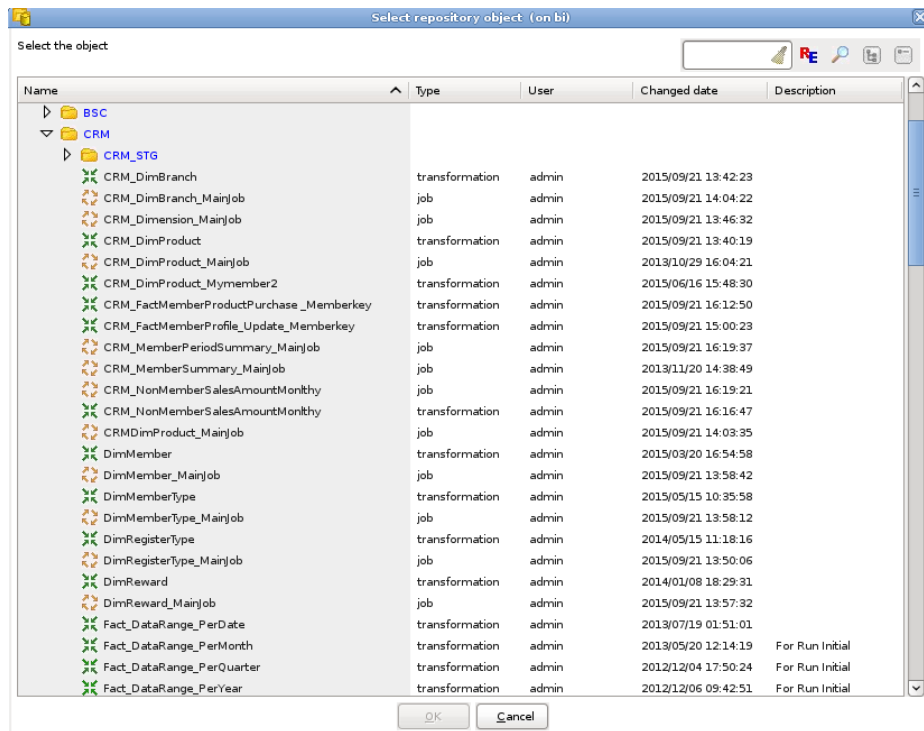 Select repository object (on bi)
Select the object
RE
Name Type User Changed date Description
BSC
CRM
CRM_STG
CRM_DimBranch transformation admin 2015/09/21 13:42:23
CRM_DimBranch_MainJob job admin 2015/09/21 14:04:22
CRM_Dimension_MainJob job admin 2015/09/21 13:46:32
CRM_DimProduct transformation admin 2015/09/21 13:40:19
CRM_DimProduct_MainJob job admin 2013/10/29 16:04:21
CRM_DimProduct_Mymember2 transformation admin 2015/06/16 15:48:30
CRM_FactMemberProductPurchase _Memberkey transformation admin 2015/09/21 16:12:50
CRM_FactMemberProfile_Update_Memberkey transformation admin 2015/09/21 15:00:23
CRM_MemberPeriodSummary_MainJob job admin 2015/09/21 16:19:37
CRM_MemberSummary_MainJob job admin 2013/11/20 14:38:49
CRM_NonMemberSalesAmountMonlthy job admin 2015/09/21 16:19:21
CRM_NonMemberSalesAmountMonlthy transformation admin 2015/09/21 16:16:47
CRMDimProduct_MainJob job admin 2015/09/21 14:03:35
DimMember transformation admin 2015/03/20 16:54:58
DimMember_MainJob job admin 2015/09/21 13:58:42
DimMemberType transformation admin 2015/05/15 10:35:58
DimMemberType_MainJob job admin 2015/09/21 13:58:12
DimRegisterType transformation admin 2014/05/15 11:18:16
DimRegisterType_MainJob job admin 2015/09/21 13:50:06
DimReward transformation admin 2014/01/08 18:29:31
DimReward_MainJob job admin 2015/09/21 13:57:32
Fact_DataRange_PerDate transformation admin 2013/07/19 01:51:01
Fact_DataRange_PerMonth transformation admin 2013/05/20 12:14:19 For Run Initial
Fact_DataRange_PerQuarter transformation admin 2012/12/04 17:50:24 For Run Initial
Fact_DataRange_PerYear transformation admin 2012/12/06 09:42:51 For Run Initial
OK Cancel